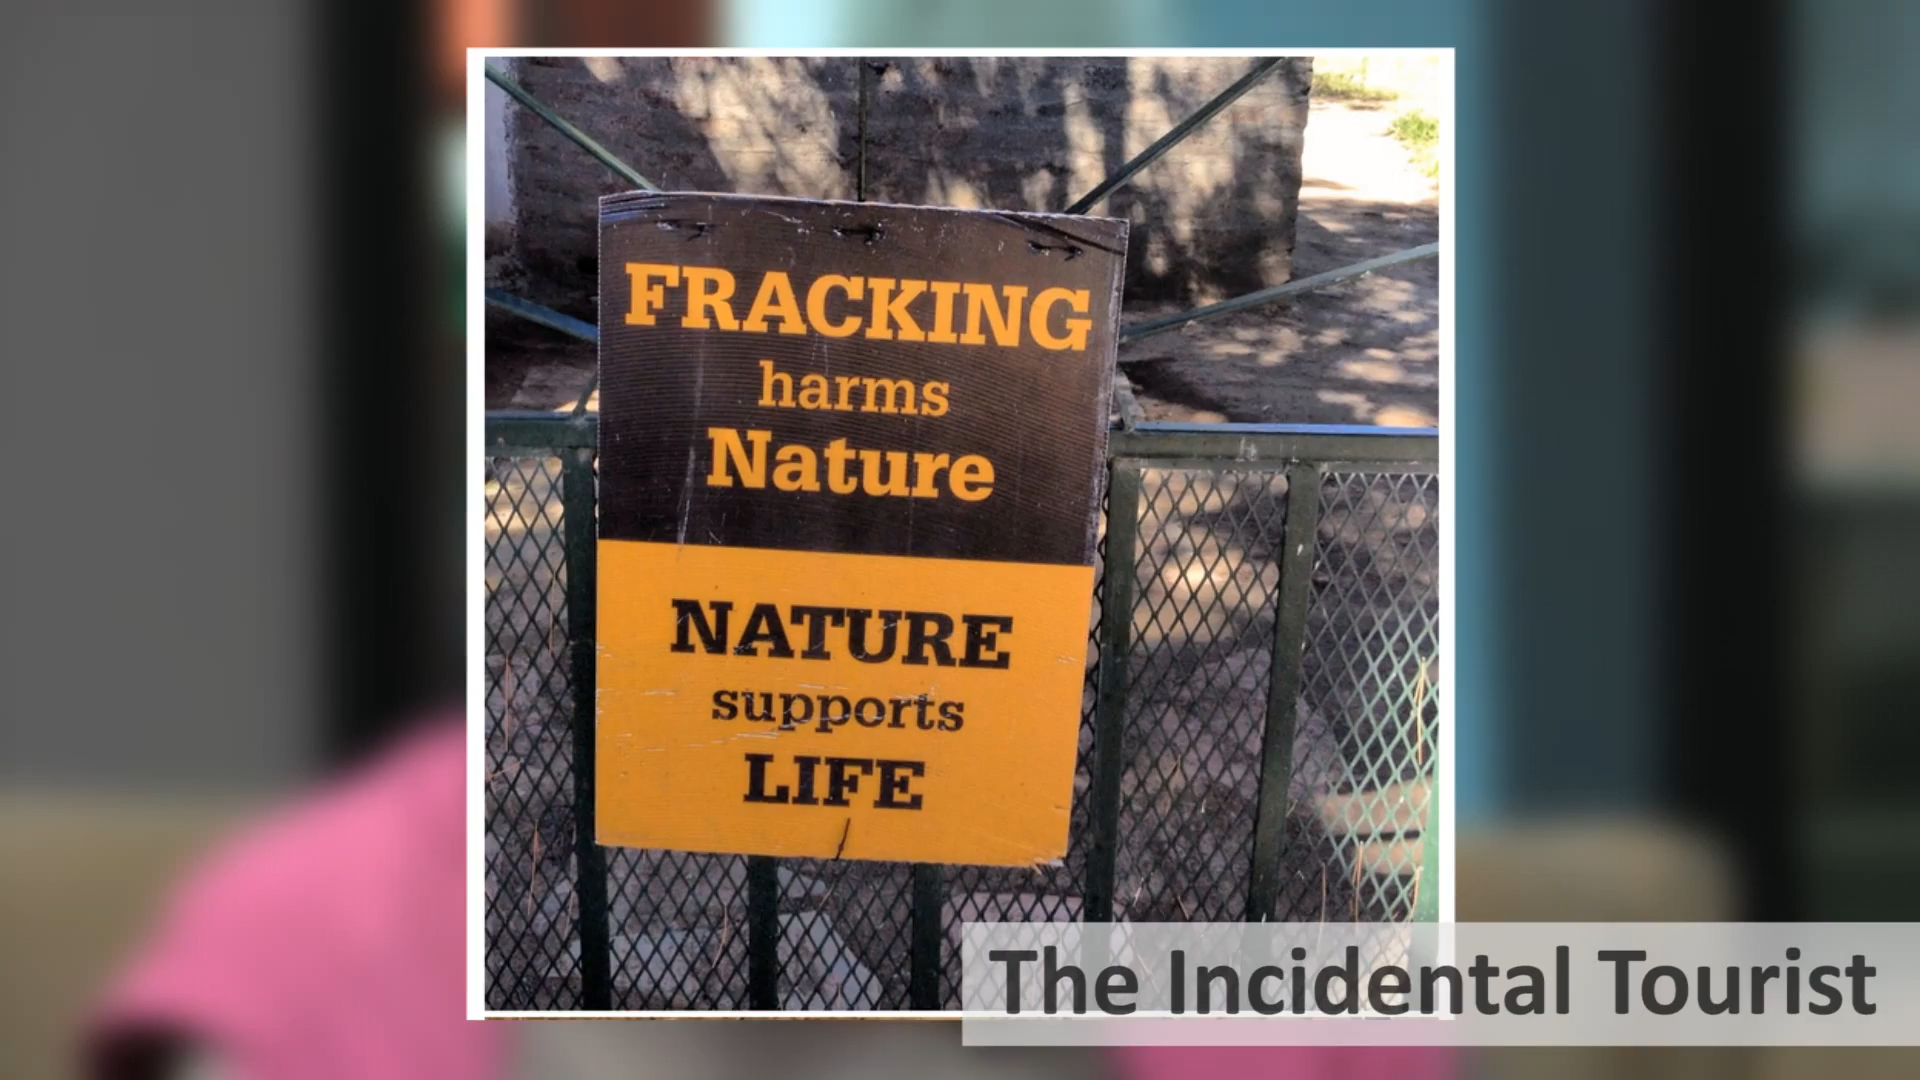 FRACKING
harms
Nature
NATURE
supports
LIFE
The Incidental Tourist